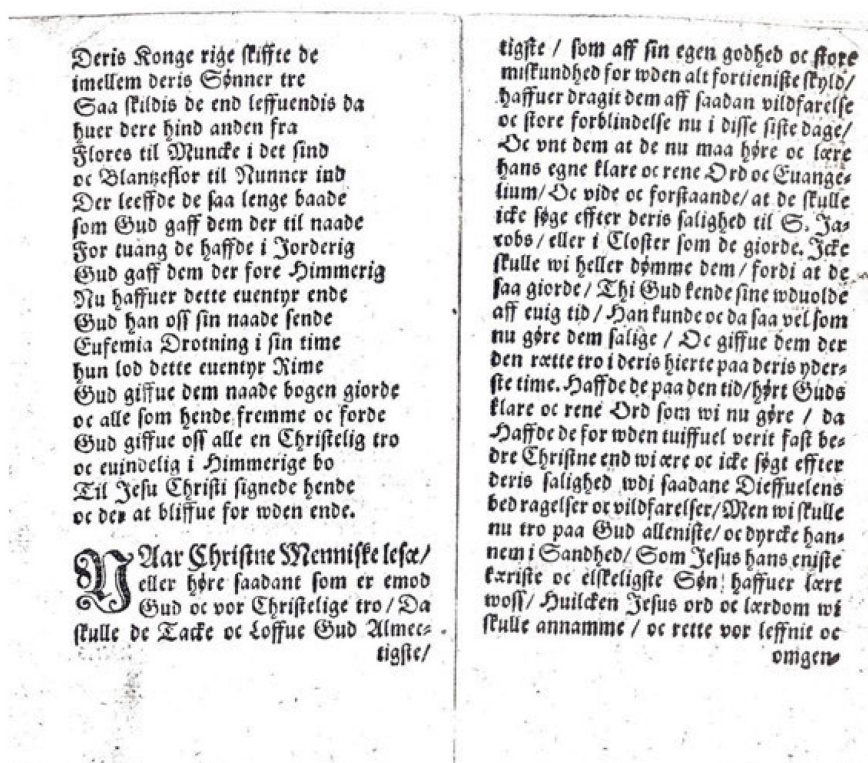 Deris Konge rige skiffte de
imellem deris Sønner tre
Saa skildis de end leffuendis da
huer dere hind anden fra
Flores til Muncke i det sind
oc Blantzeflor til Nunner ind
Der leeffde de saa lenge baade
som Gud gaff dem der til naade
For tuang de haffde i Jorderig
Gud gaff dem der fore Himmerig
Nu haffuer dette euentyr ende
Gud han oss sin naade sende
Eufemia Drotning i sin time
hun lod dette euentyr Rime
Gud giffue dem naade bogen giorde
oc alle som hende fremme oc forde
Gud giffue oss alle en Christelig tro
oc euindelig i Himmerige bo
Til Jesu Christi signede hende
oc der at bliffue for wden ende.
NAar Christne Menniske lesæ/
eller høre saadant som er emod
Gud oc vor Christelige tro/ Da
skulle de Tacke oc Loffue Gud Almec-
tigste/
tigste / som aff sin egen godhed oc store
miskundhed for wden alt fortieniste skyld/
haffuer dragit dem aff saadan vildfarelse
oc store forblindelse nu i disse siste dage/
Oc vnt dem at de nu maa høre oc lære
hans egne klare oc rene Ord oc Euange-
lium/ Oc vide oc forstaande/ at de skulle
icke søge effter deris salighed til S. Ja-
cobs/ eller i Closter som de giorde. Icke
skulle wi heller dømme dem/ fordi at de
saa giorde/ Thi Gud kende sine wduolde
aff euig tid/ Han kunde oc da saa vel som
nu gøre dem salige / Oc giffue dem der
den rætte tro i deris hierte paa deris yder-
ste time. Haffde de paa den tid/ hørt Guds
klare oc rene Ord som wi nu gøre / da
Haffde de for wden tuiffuel verit fast be-
dre Christne end wi ære oc icke søgt effter
deris salighed wdi saadane Dieffuelens
bedragelser oc vildfarelser/ Men wi skulle
nu tro paa Gud alleniste/ oc dyrcke han-
nem i Sandhed/ Som Jesus hans eniste
kæriste oc elskeligste Søn haffuer lært
woss/ Huilcken Jesus ord oc lærdom wi
skulle annamme / oc rette vor leffnit oc
omgen-